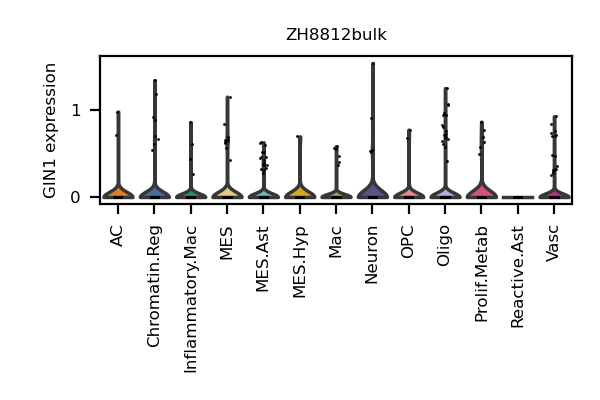 ZH8812bulk
GIN1 expression
1
0
AC
Chromatin.Reg
Inflammatory.Mac
MES
MES.Ast
MES.Hyp
Mac
Neuron
OPC
Oligo
Prolif.Metab
Reactive.Ast
Vasc